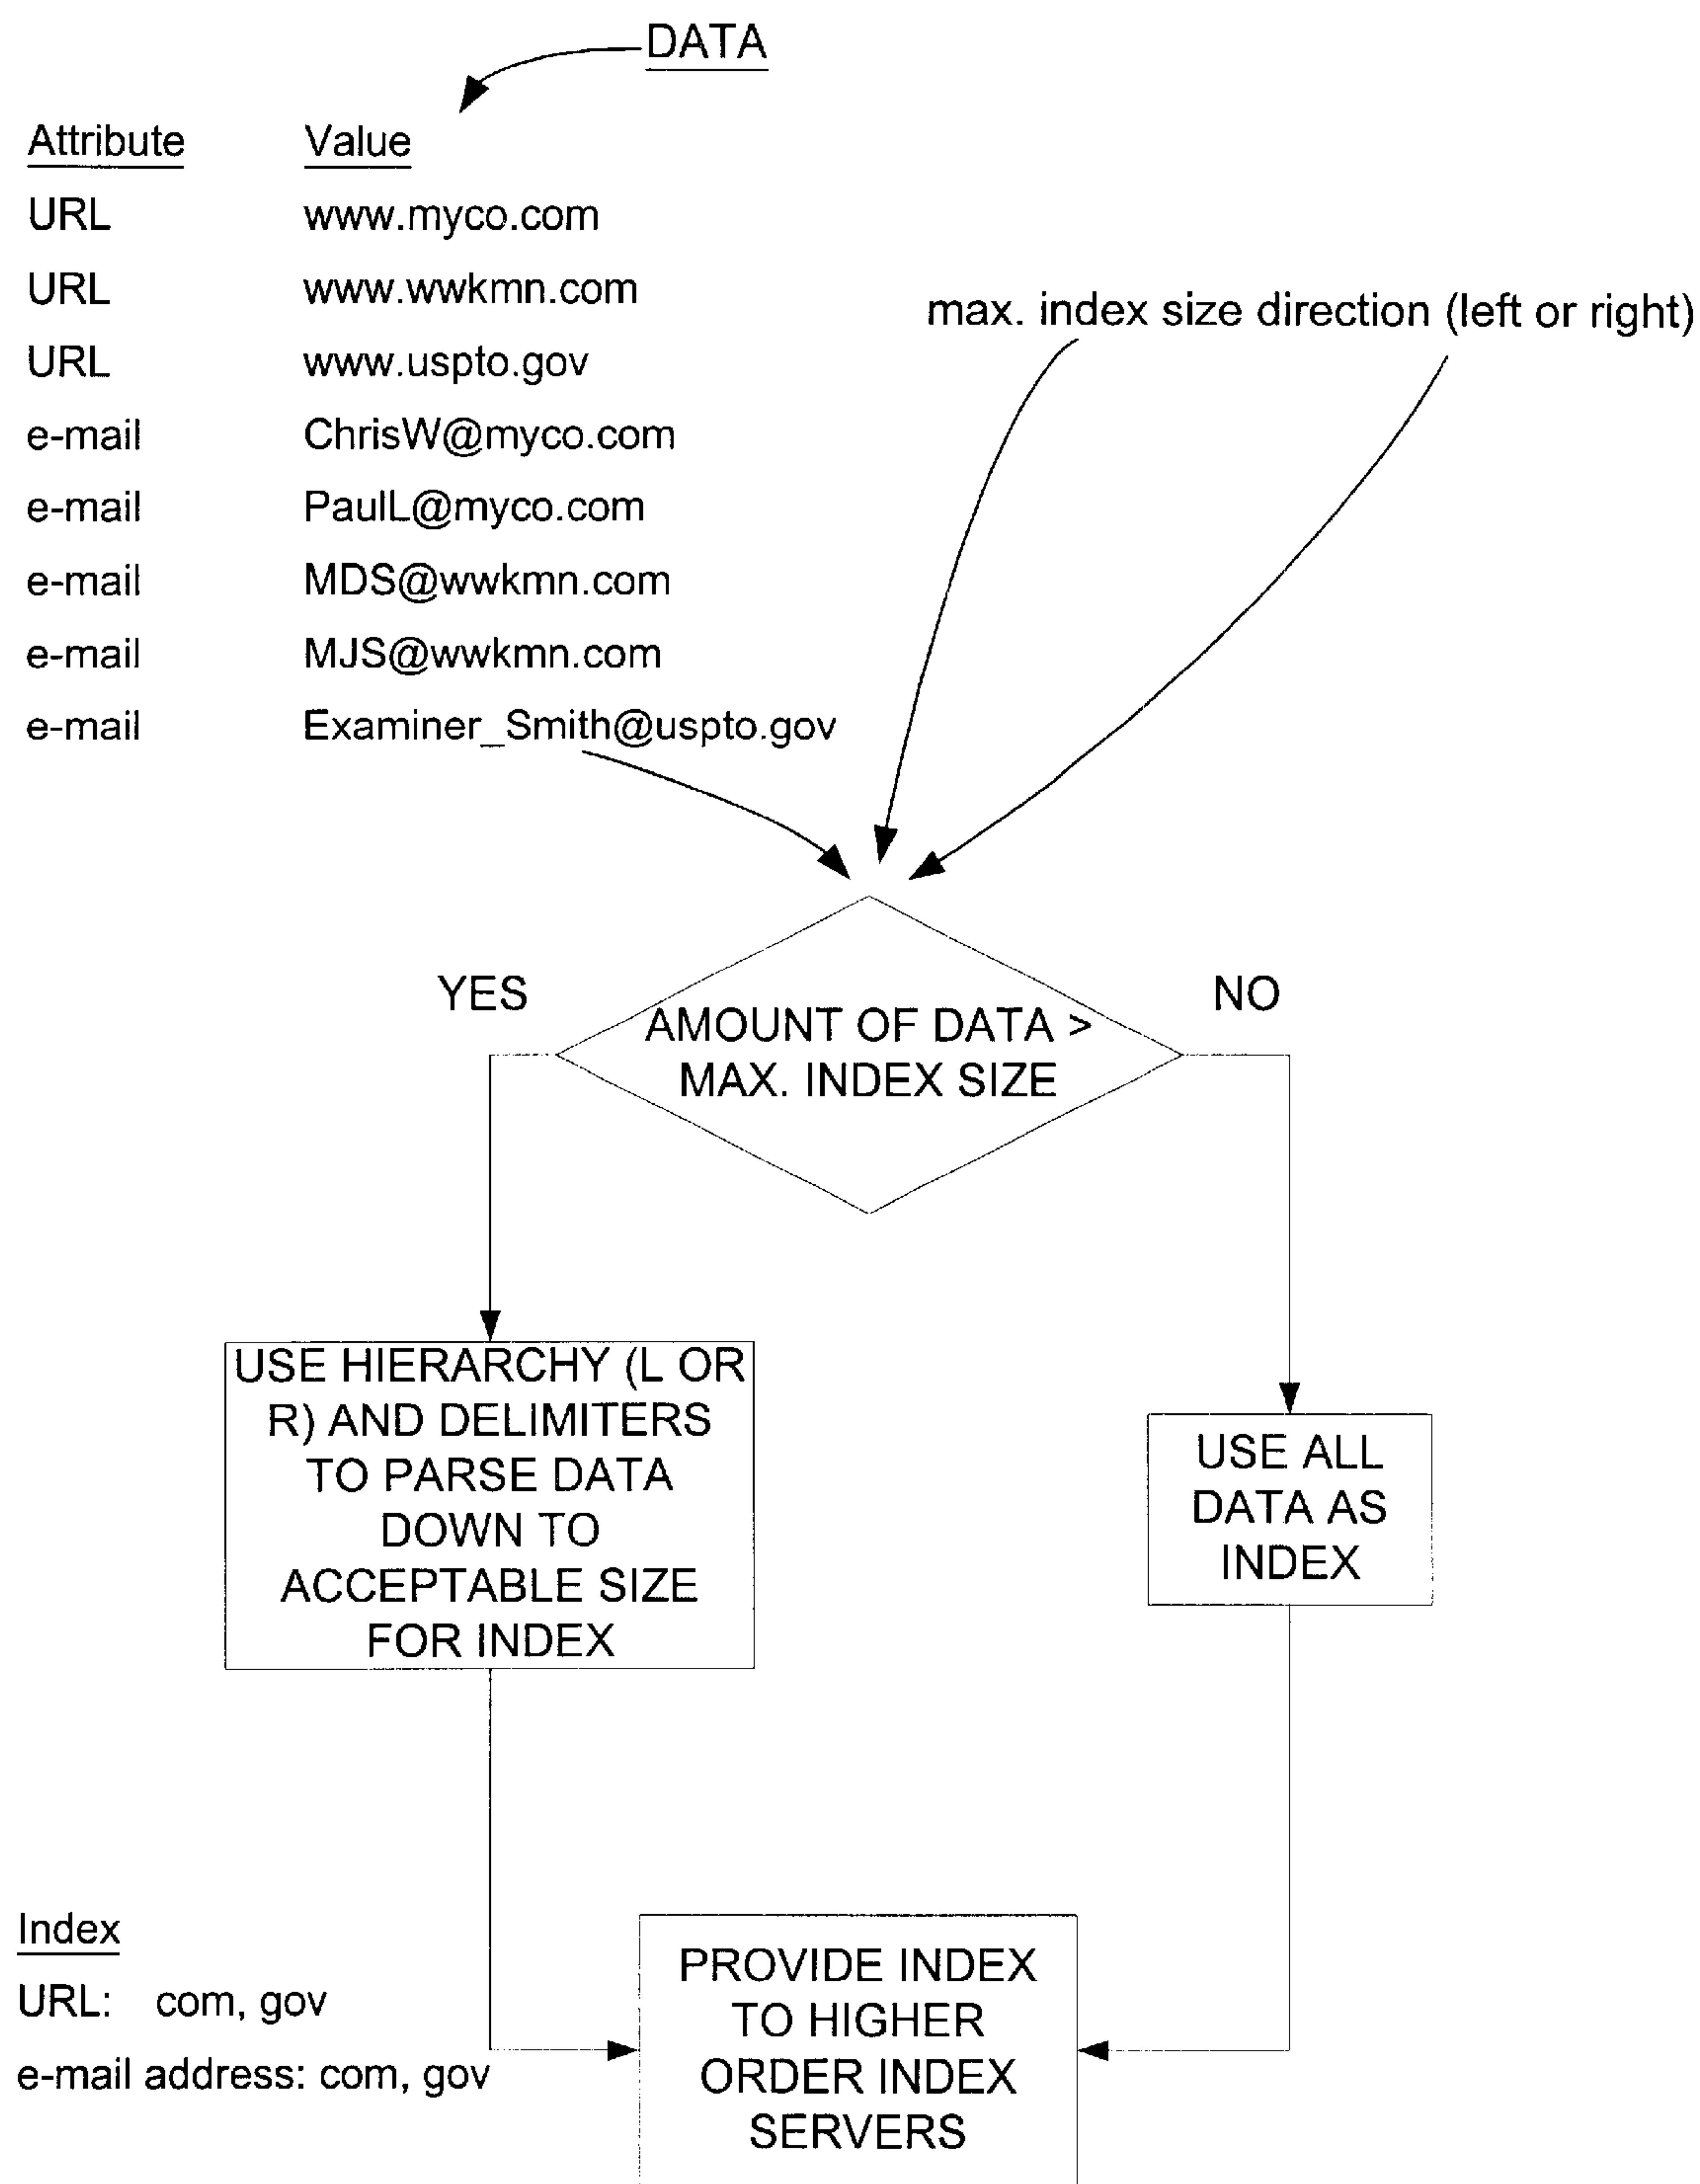 DATA
Attribute Value
URL www.myco.com
URL www.wwkmn.com
URL www.uspto.gov
e-mail ChrisW@myco.com
e-mail PaulL@myco.com
e-mail MDS@wwkmn.com
e-mail MJS@wwkmn.com
e-mail Examiner_Smith@uspto.gov
max. index size direction (left or right)
YES
NO
AMOUNT OF DATA >
MAX. INDEX SIZE
USE HIERARCHY (L OR
R) AND DELIMITERS
TO PARSE DATA
DOWN TO
ACCEPTABLE SIZE
FOR INDEX
USE ALL
DATA AS
INDEX
Index
URL: com, gov
e-mail address: com, gov
PROVIDE INDEX
TO HIGHER
ORDER INDEX
SERVERS